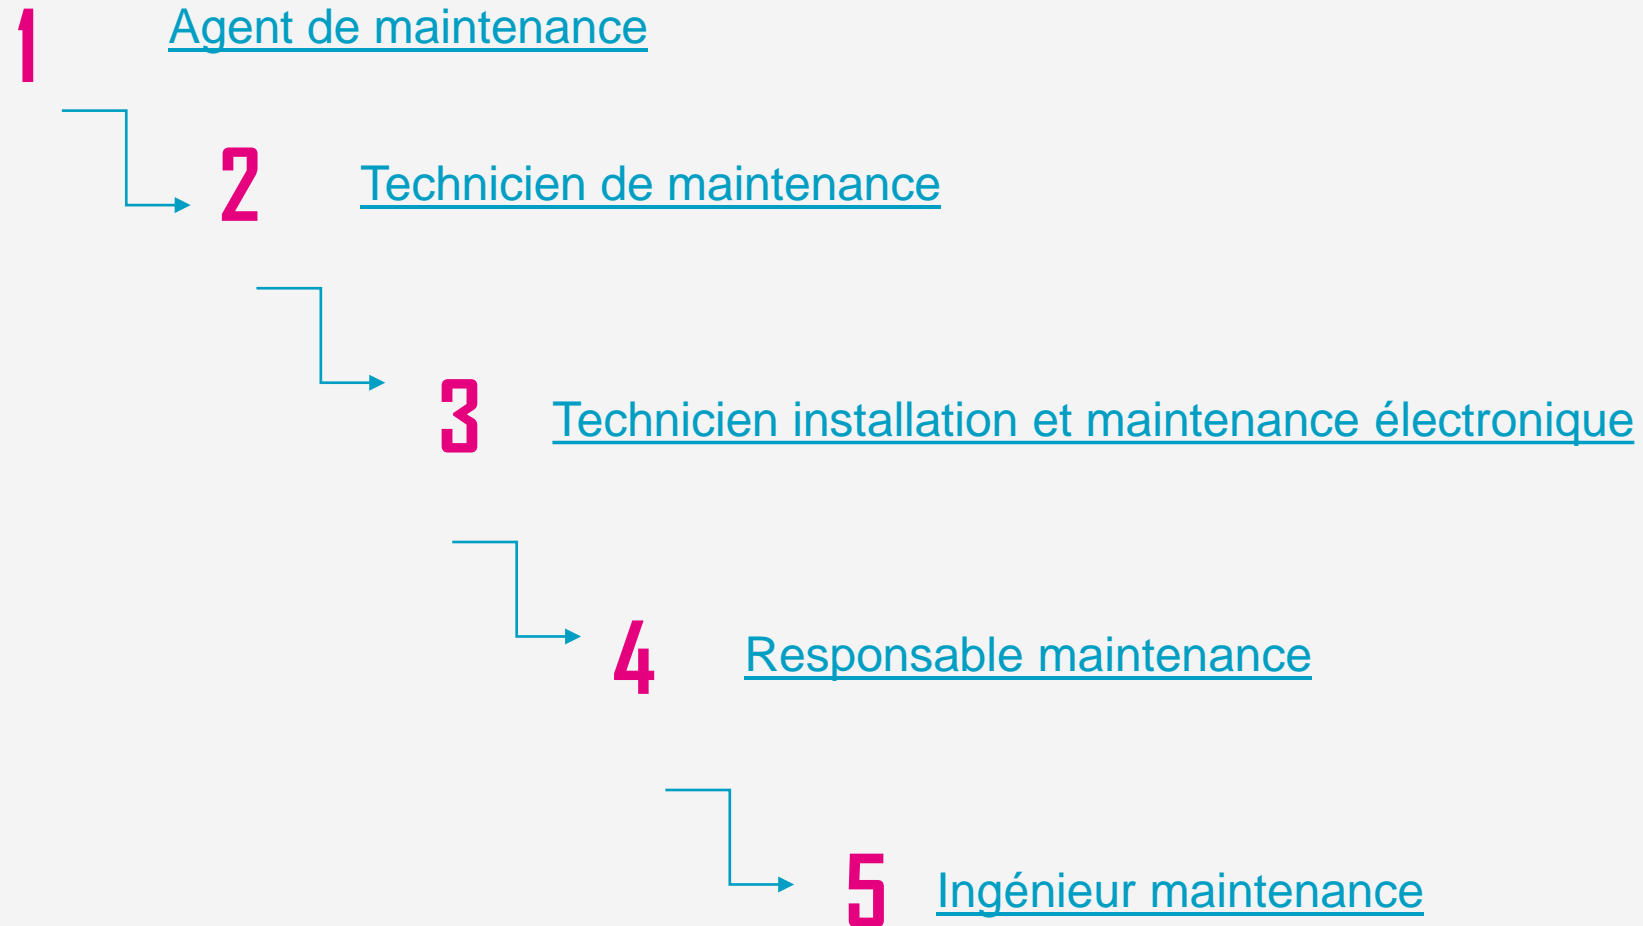 1 Agent de maintenance
2 Technicien de maintenance
3 Technicien installation et maintenance électronique
4 Responsable maintenance
5 Ingénieur maintenance